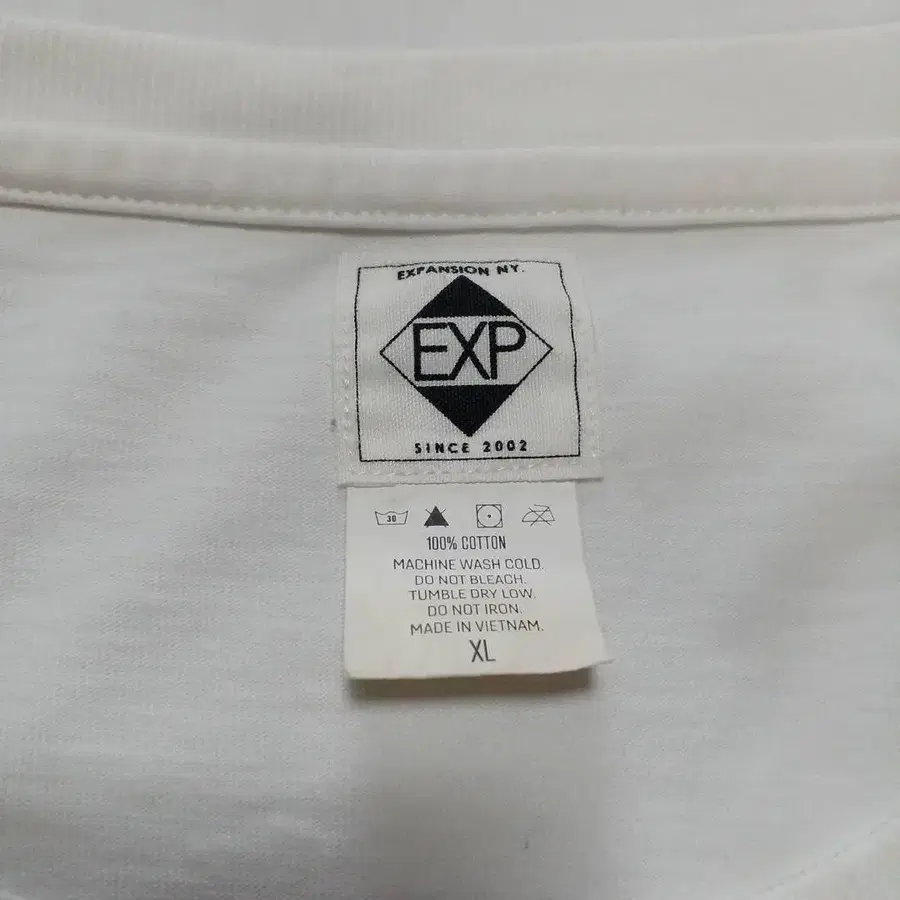 EXPANSION NY.
EXP
SINCE 2002
30
100% COTTON
MACHINE WASH COLD.
DO NOT BLEACH.
TUMBLE DRY LOW.
DO NOT IRON.
MADE IN VIETNAM.
XL